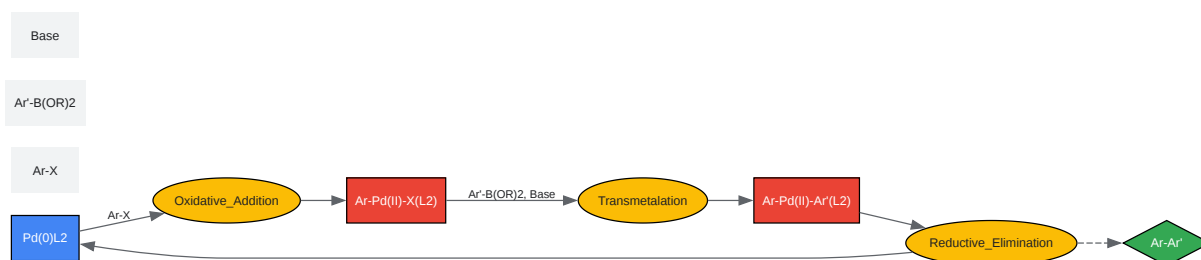 Base
Ar'-B(OR)2
Ar-X
Pd(0)L2
Ar-X
Oxidative_Addition
Ar-Pd(II)-X(L2)
Ar'-B(OR)2, Base
Transmetalation
Ar-Pd(II)-Ar'(L2)
Reductive_Elimination
Ar-Ar'